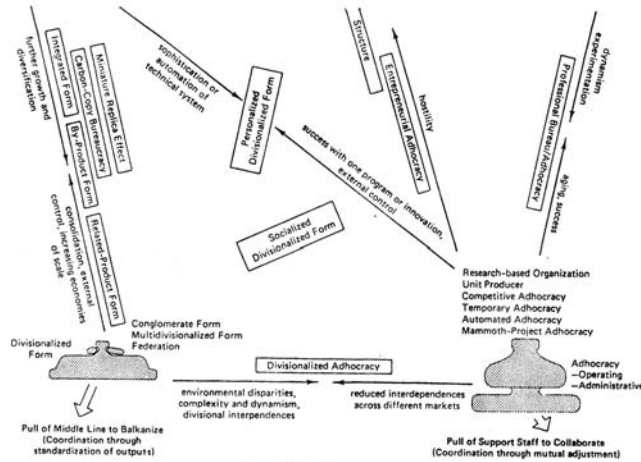 further growth and
diversification
Integrated Form
Carbon-Copy Bureaucracy
Miniature Replica Effect
By-Product Form
Related-Product Form
consolidation, external
control, increasing economies
of scale
sophistication or
automation of
technical system
Personalized
Divisionalized Form
Structure
Entrepreneurial Adhocracy
hostility
success with one program or innovation,
external control
Professional Bureau/Adhocracy
dynamism
experimentation
aging, success
Socialized
Divisionalized Form
Research-based Organization
Unit Producer
Competitive Adhocracy
Temporary Adhocracy
Automated Adhocracy
Mammoth-Project Adhocracy
Conglomerate Form
Multidivisionalized Form
Federation
Divisionalized
Form
Divisionalized Adhocracy
environmental disparities,
complexity and dynamism,
divisional interpendences
reduced interdependences
across different markets
Adhocracy
—Operating
—Administrative
Pull of Middle Line to Balkanize
(Coordination through
standardization of outputs)
Pull of Support Staff to Collaborate
(Coordination through mutual adjustment)